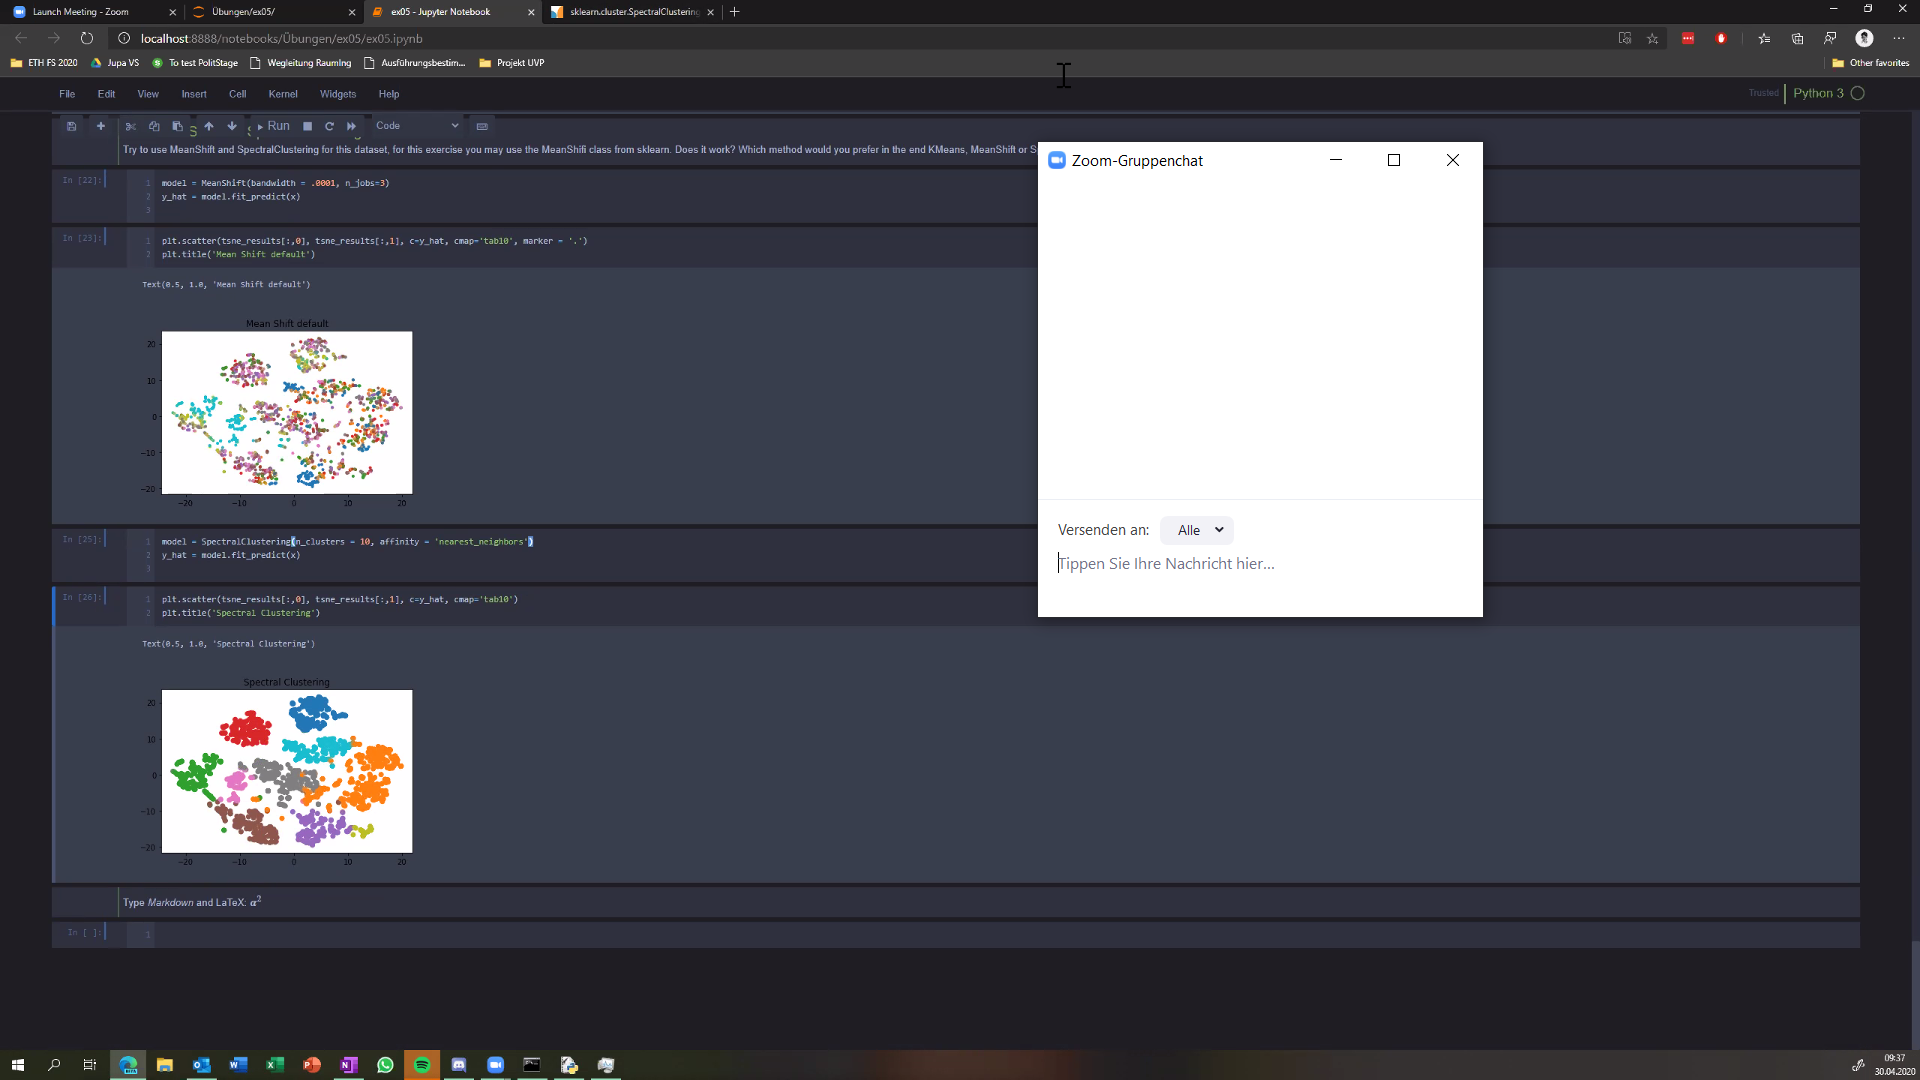 Launch Meeting - Zoom
Übungen/ex05/
ex05 - Jupyter Notebook
sklearn.cluster.SpectralClustering
localhost:8888/notebooks/Übungen/ex05/ex05.ipynb
ETH FS 2020
Jupa VS
To test PolitStage
Wegleitung Rauming
Ausführungsbestim...
Projekt UVP
Other favorites
File Edit View Insert Cell Kernel Widgets Help
Trusted
Python 3
Run
Code
Try to use MeanShift and SpectralClustering for this dataset, for this exercise you may use the MeanShift class from sklearn. Does it work? Which method would you prefer in the end KMeans, MeanShift or S
In [22]:
1 model = MeanShift(bandwidth = .0001, n_jobs=3)
2 y_hat = model.fit_predict(x)
3
In [23]:
1 plt.scatter(tsne_results[:,0], tsne_results[:,1], c=y_hat, cmap='tab10', marker = '.')
2 plt.title('Mean Shift default')
Text(0.5, 1.0, 'Mean Shift default')
Mean Shift default
20
10
0
−10
−20
−20 −10 0 10 20
In [25]:
1 model = SpectralClustering(n_clusters = 10, affinity = 'nearest_neighbors')
2 y_hat = model.fit_predict(x)
3
In [26]:
1 plt.scatter(tsne_results[:,0], tsne_results[:,1], c=y_hat, cmap='tab10')
2 plt.title('Spectral Clustering')
Text(0.5, 1.0, 'Spectral Clustering')
Spectral Clustering
20
10
0
−10
−20
−20 −10 0 10 20
Type Markdown and LaTeX: α²
In [ ]:
1
Zoom-Gruppenchat
Versenden an: Alle
Tippen Sie Ihre Nachricht hier...
09:37
30.04.2020